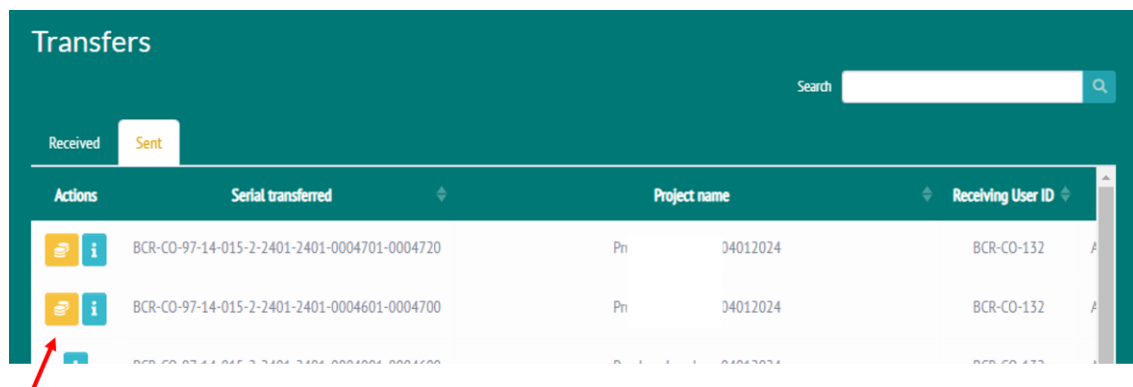 Transfers
Search
Received Sent
Actions Serial transferred Project name Receiving User ID
i BCR-CO-97-14-015-2-2401-2401-0004701-0004720 04012024 BCR-CO-132
i BCR-CO-97-14-015-2-2401-2401-0004601-0004700 04012024 BCR-CO-132